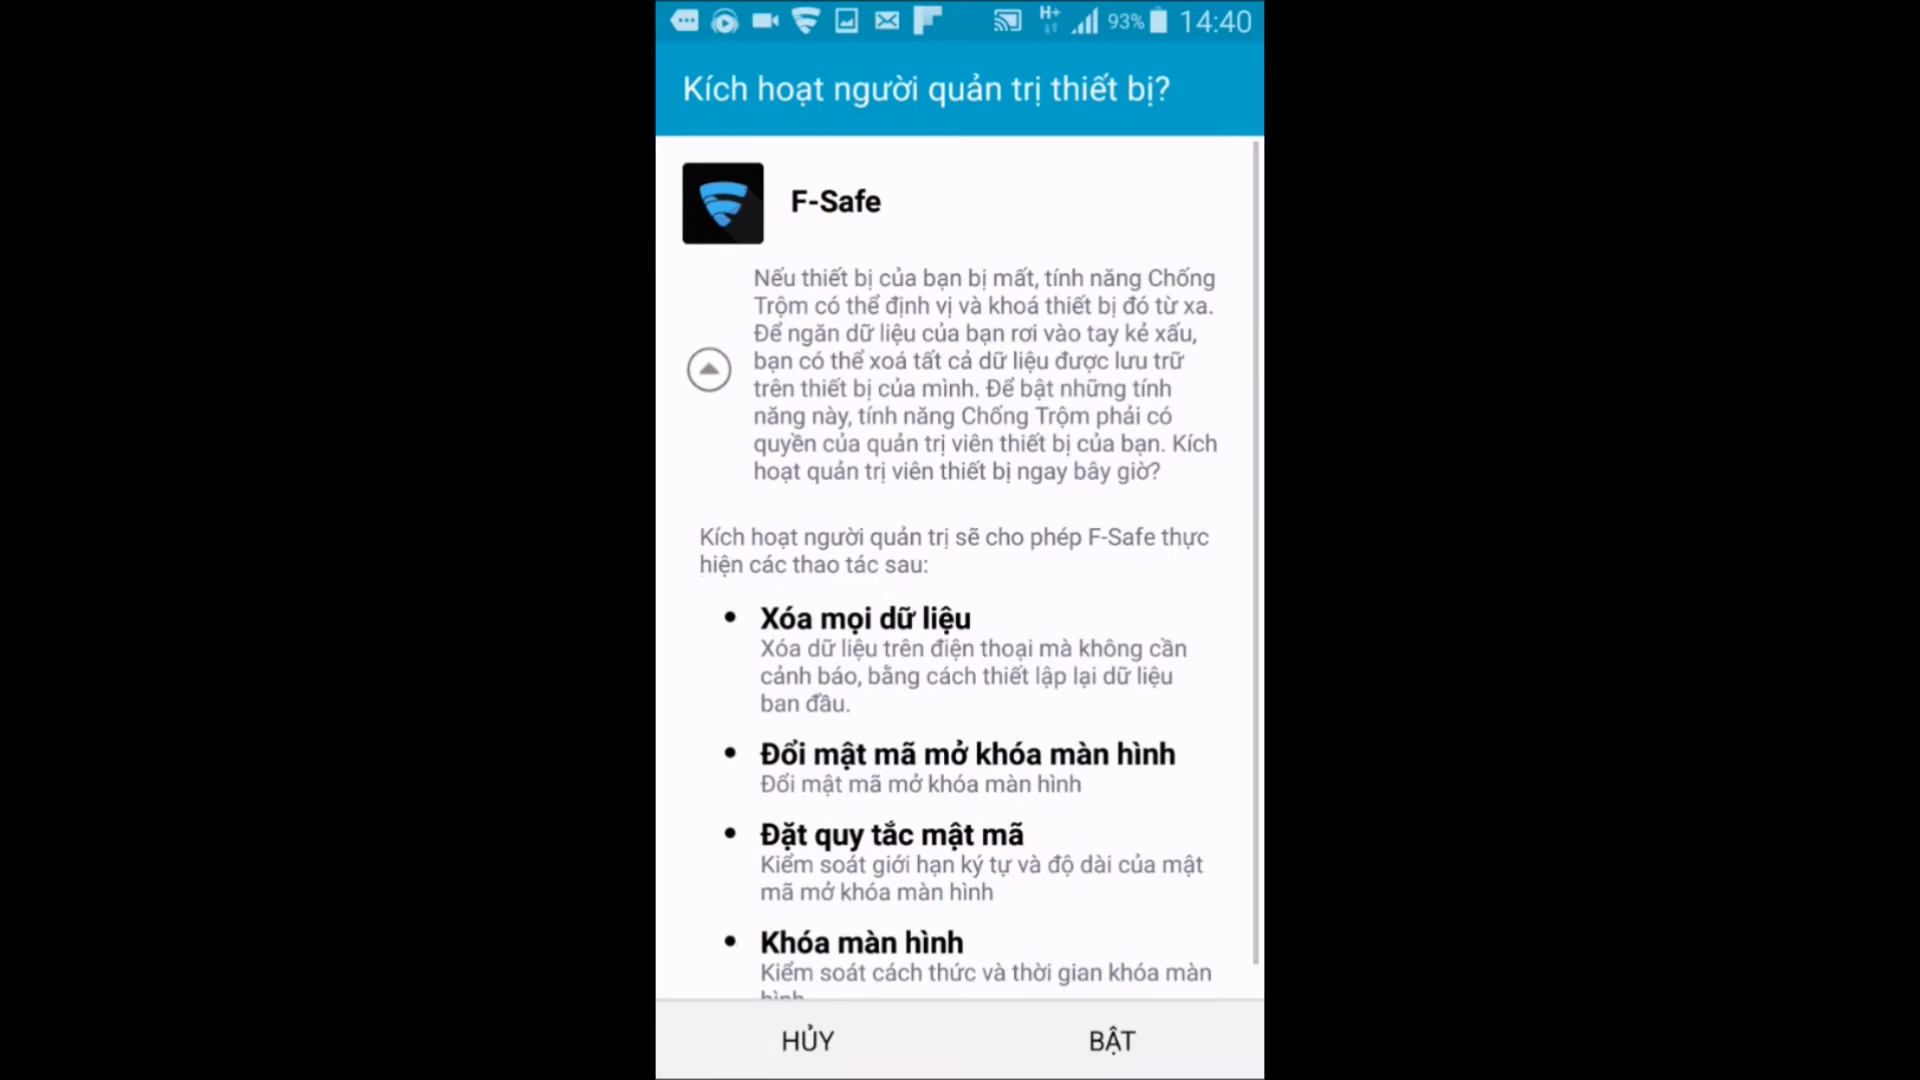 H+ 93% 14:40
Kích hoạt người quản trị thiết bị?
F-Safe
Nếu thiết bị của bạn bị mất, tính năng Chống
Trộm có thể định vị và khoá thiết bị đó từ xa.
Để ngăn dữ liệu của bạn rơi vào tay kẻ xấu,
bạn có thể xoá tất cả dữ liệu được lưu trữ
trên thiết bị của mình. Để bật những tính
năng này, tính năng Chống Trộm phải có
quyền của quản trị viên thiết bị của bạn. Kích
hoạt quản trị viên thiết bị ngay bây giờ?
Kích hoạt người quản trị sẽ cho phép F-Safe thực
hiện các thao tác sau:
• Xóa mọi dữ liệu
Xóa dữ liệu trên điện thoại mà không cần
cảnh báo, bằng cách thiết lập lại dữ liệu
ban đầu.
• Đổi mật mã mở khóa màn hình
Đổi mật mã mở khóa màn hình
• Đặt quy tắc mật mã
Kiểm soát giới hạn ký tự và độ dài của mật
mã mở khóa màn hình
• Khóa màn hình
Kiểm soát cách thức và thời gian khóa màn
hình
HỦY BẬT